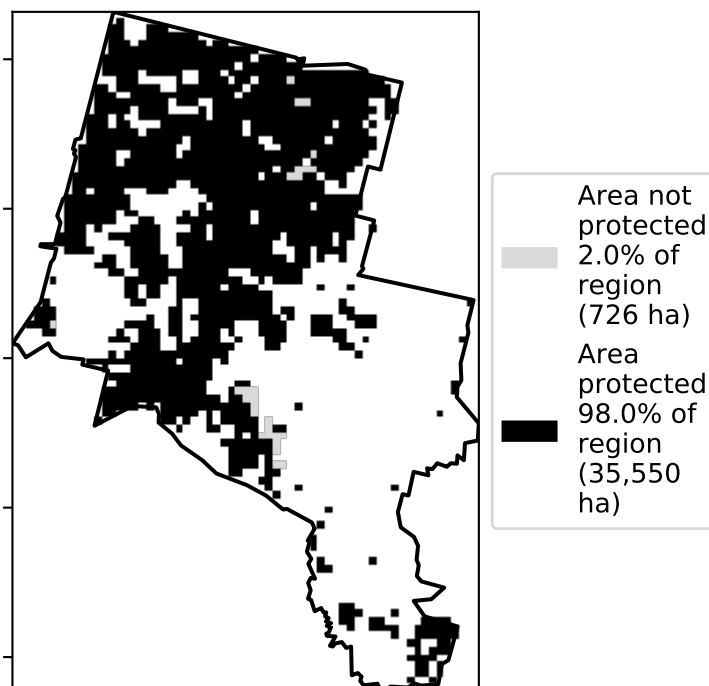 Area not
protected
2.0% of
region
(726 ha)
Area
protected
98.0% of
region
(35,550
ha)